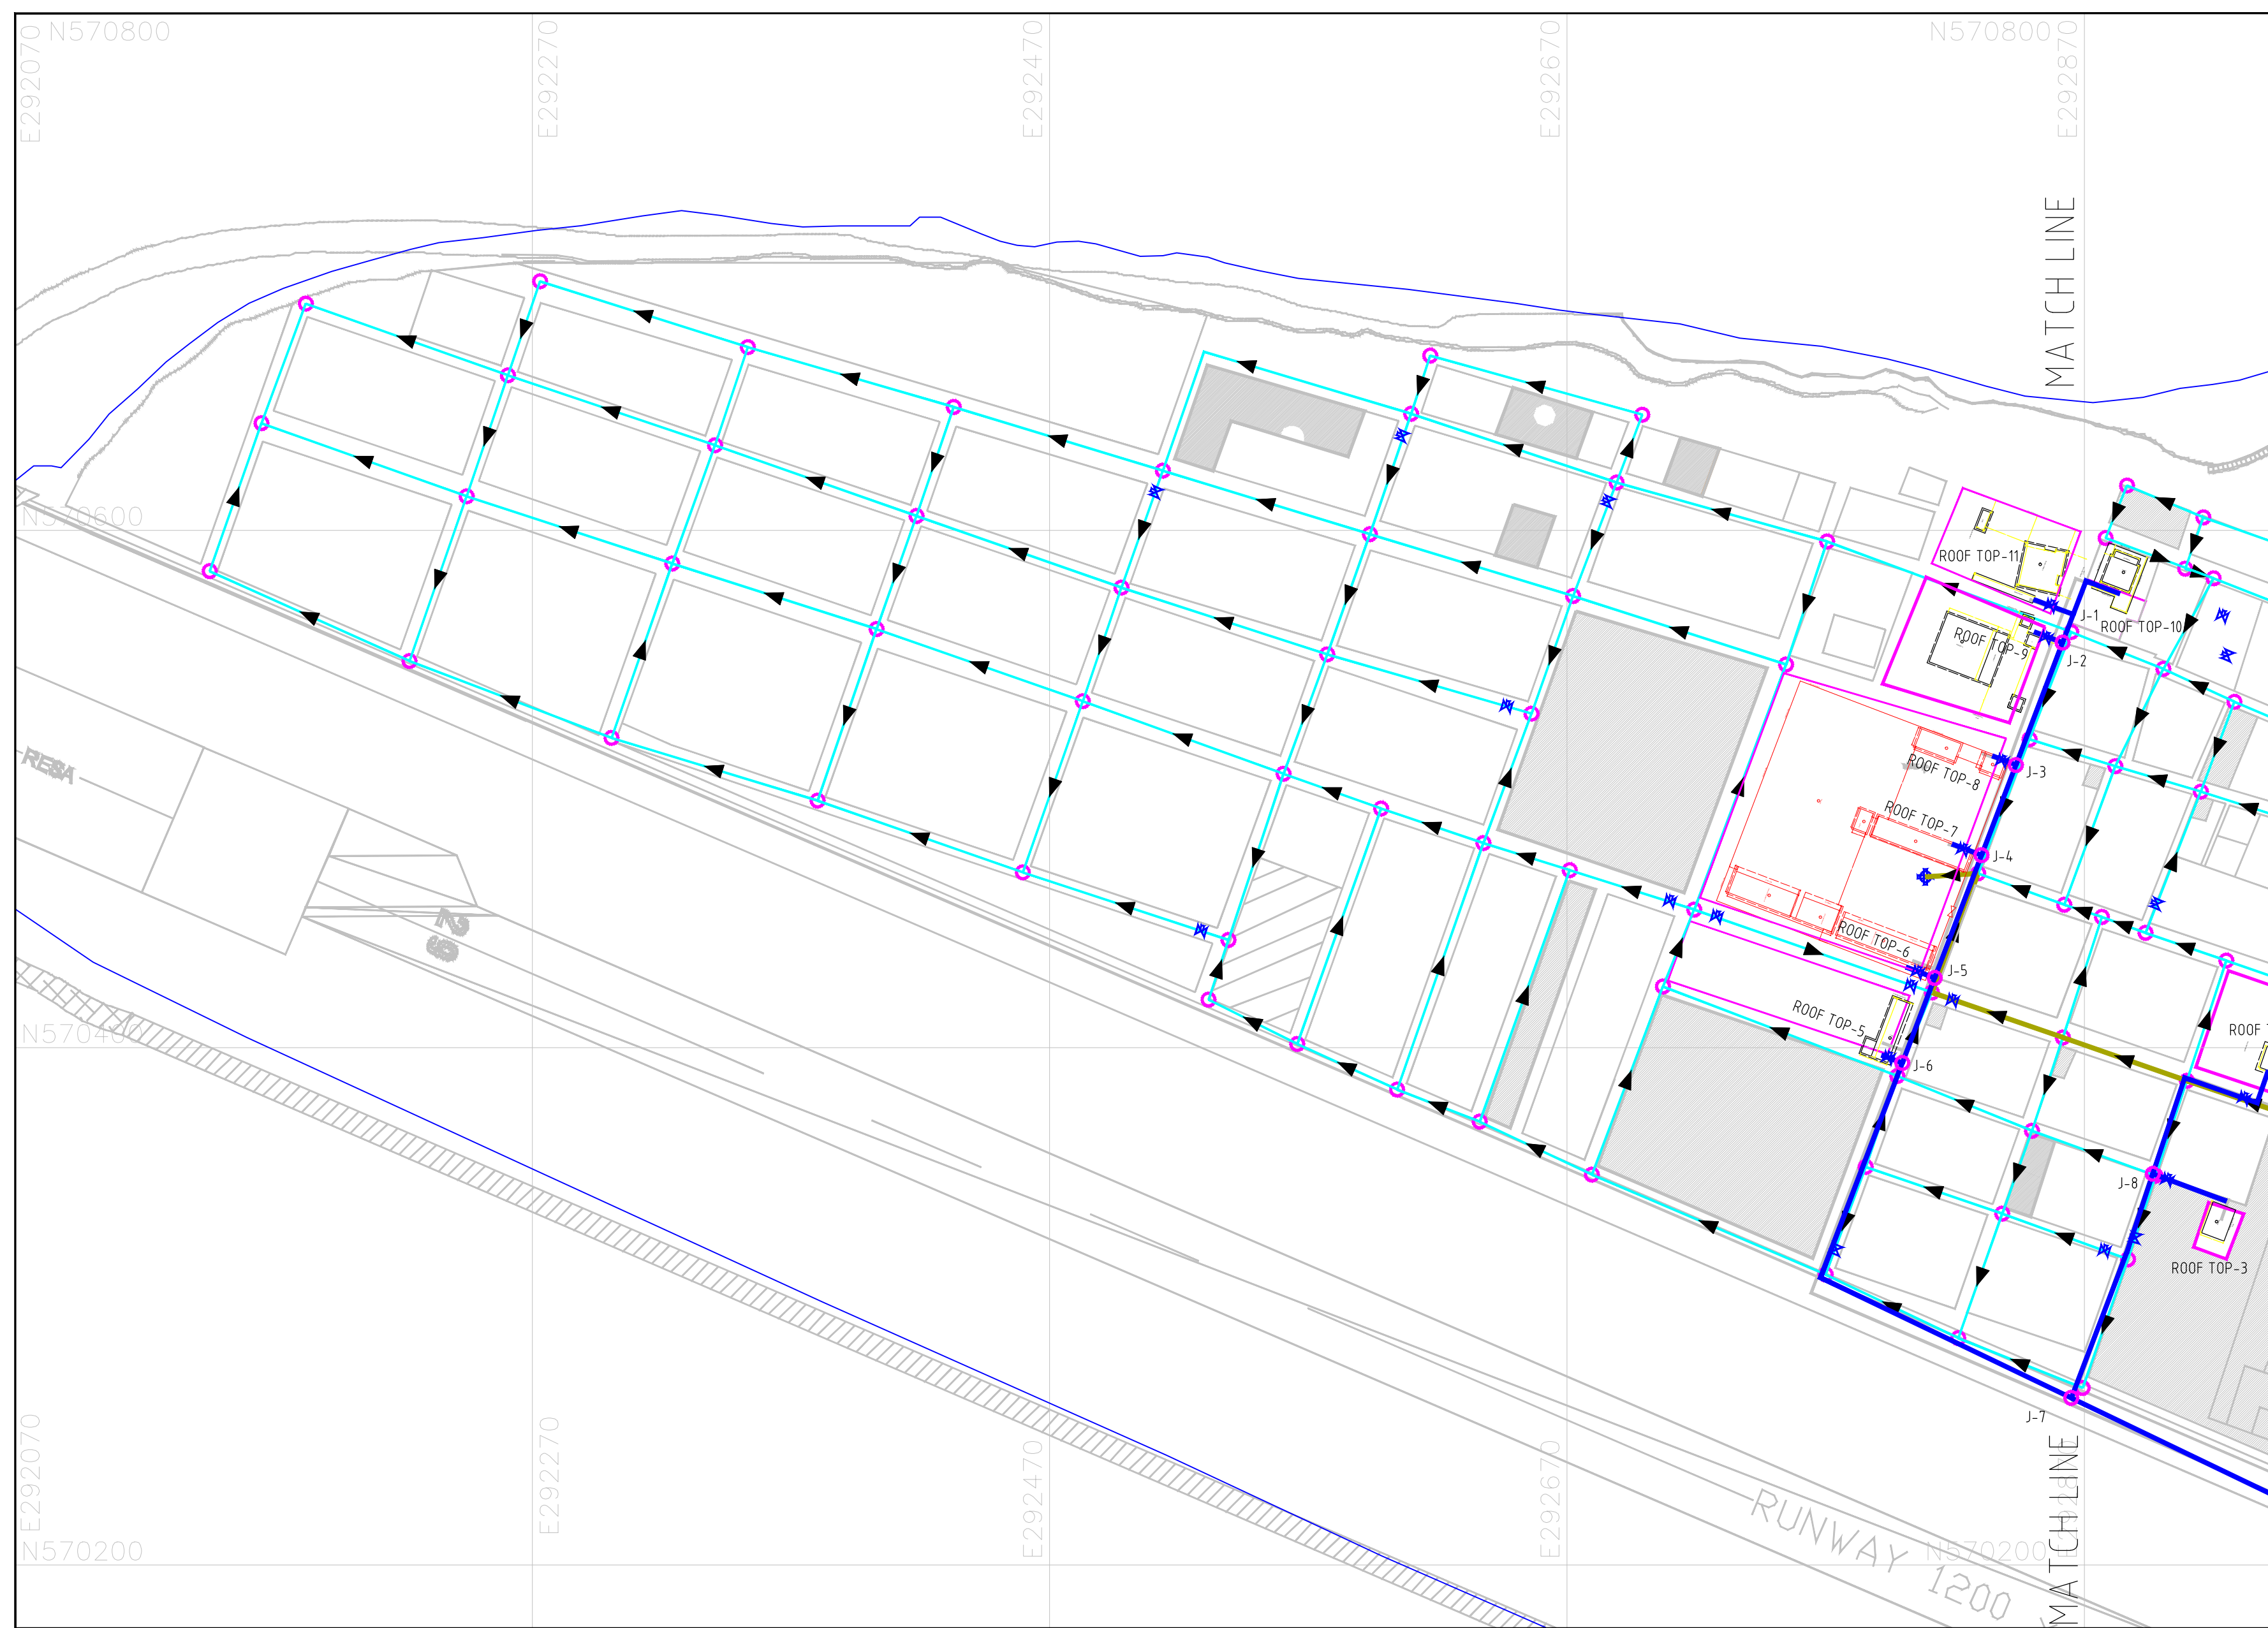 N570800
N570800
E292070
E292270
E292470
E292670
E292870
MATCH LINE
N570600
ROOF TOP-11
J-1
ROOF TOP-10
ROOF TOP-9
J-2
RESA
ROOF TOP-8
J-3
ROOF TOP-7
J-4
29
ROOF TOP-6
J-5
ROOF TOP-5
ROOF
N570400
J-6
J-8
ROOF TOP-3
J-7
E292070
E292270
E292470
E292670
MATCH LINE
RUNWAY 1200
N570200
N570200